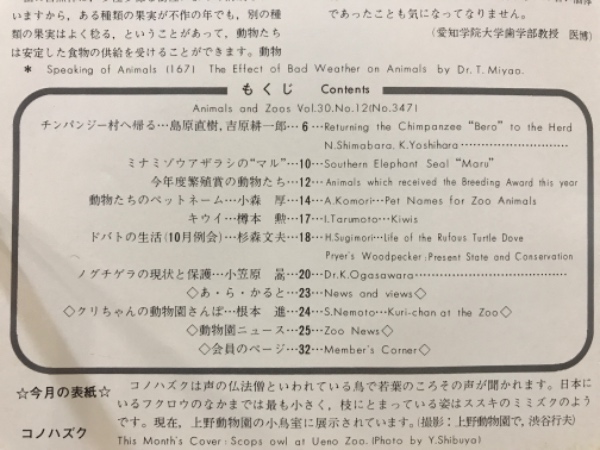 いますから，ある種類の果実が不作の年でも，別の種
類の果実はよく稔る，ということがあって，動物たち
は安定した食物の供給を受けることができます。動物
であったことも気になってなりません。
(愛知学院大学歯学部教授　医博)
* Speaking of Animals (167) The Effect of Bad Weather on Animals by Dr. T. Miyao.
もくじ Contents
Animals and Zoos Vol.30.No.12(No.347)
チンパンジー村へ帰る…島原直樹，吉原耕一郎…6…Returning the Chimpanzee “Bero” to the Herd
N.Shimabara. K.Yoshihara
ミナミゾウアザラシの“マル”…10…Southern Elephant Seal “Maru”
今年度繁殖賞の動物たち…12…Animals which received the Breeding Award this year
動物たちのペットネーム…小森　厚…14…A.Komori…Pet Names for Zoo Animals
キウイ…樽本　勲…17…I.Tarumoto…Kiwis
ドバトの生活(10月例会)…杉森文夫…18…H.Sugimori…Life of the Rufous Turtle Dove
Pryer's Woodpecker:Present State and Conservation
ノグチゲラの現状と保護…小笠原　暠…20…Dr.K.Ogasawara
◇あ・ら・かると…23…News and views◇
◇クリちゃんの動物園さんぽ…根本　進…24…S.Nemoto…Kuri-chan at the Zoo◇
◇動物園ニュース…25…Zoo News◇
◇会員のページ…32…Member's Corner◇
☆今月の表紙☆　コノハズクは声の仏法僧といわれている鳥で若葉のころその声が聞かれます。日本に
いるフクロウのなかまでは最も小さく，枝にとまっている姿はススキのミミズクのよう
コノハズク　です。現在，上野動物園の小鳥室に展示されています。(撮影：上野動物園で，渋谷行夫)
This Month's Cover : Scops owl at Ueno Zoo. (Photo by Y.Shibuya)